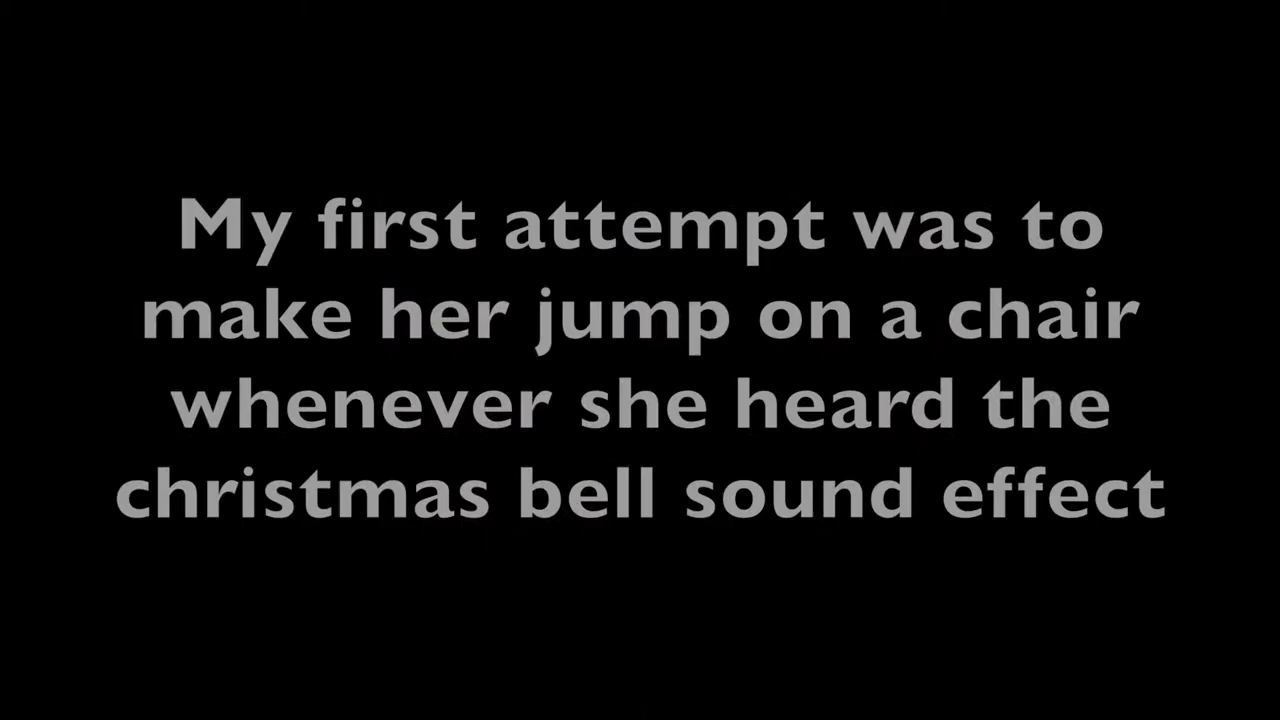 My first attempt was to
make her jump on a chair
whenever she heard the
christmas bell sound effect